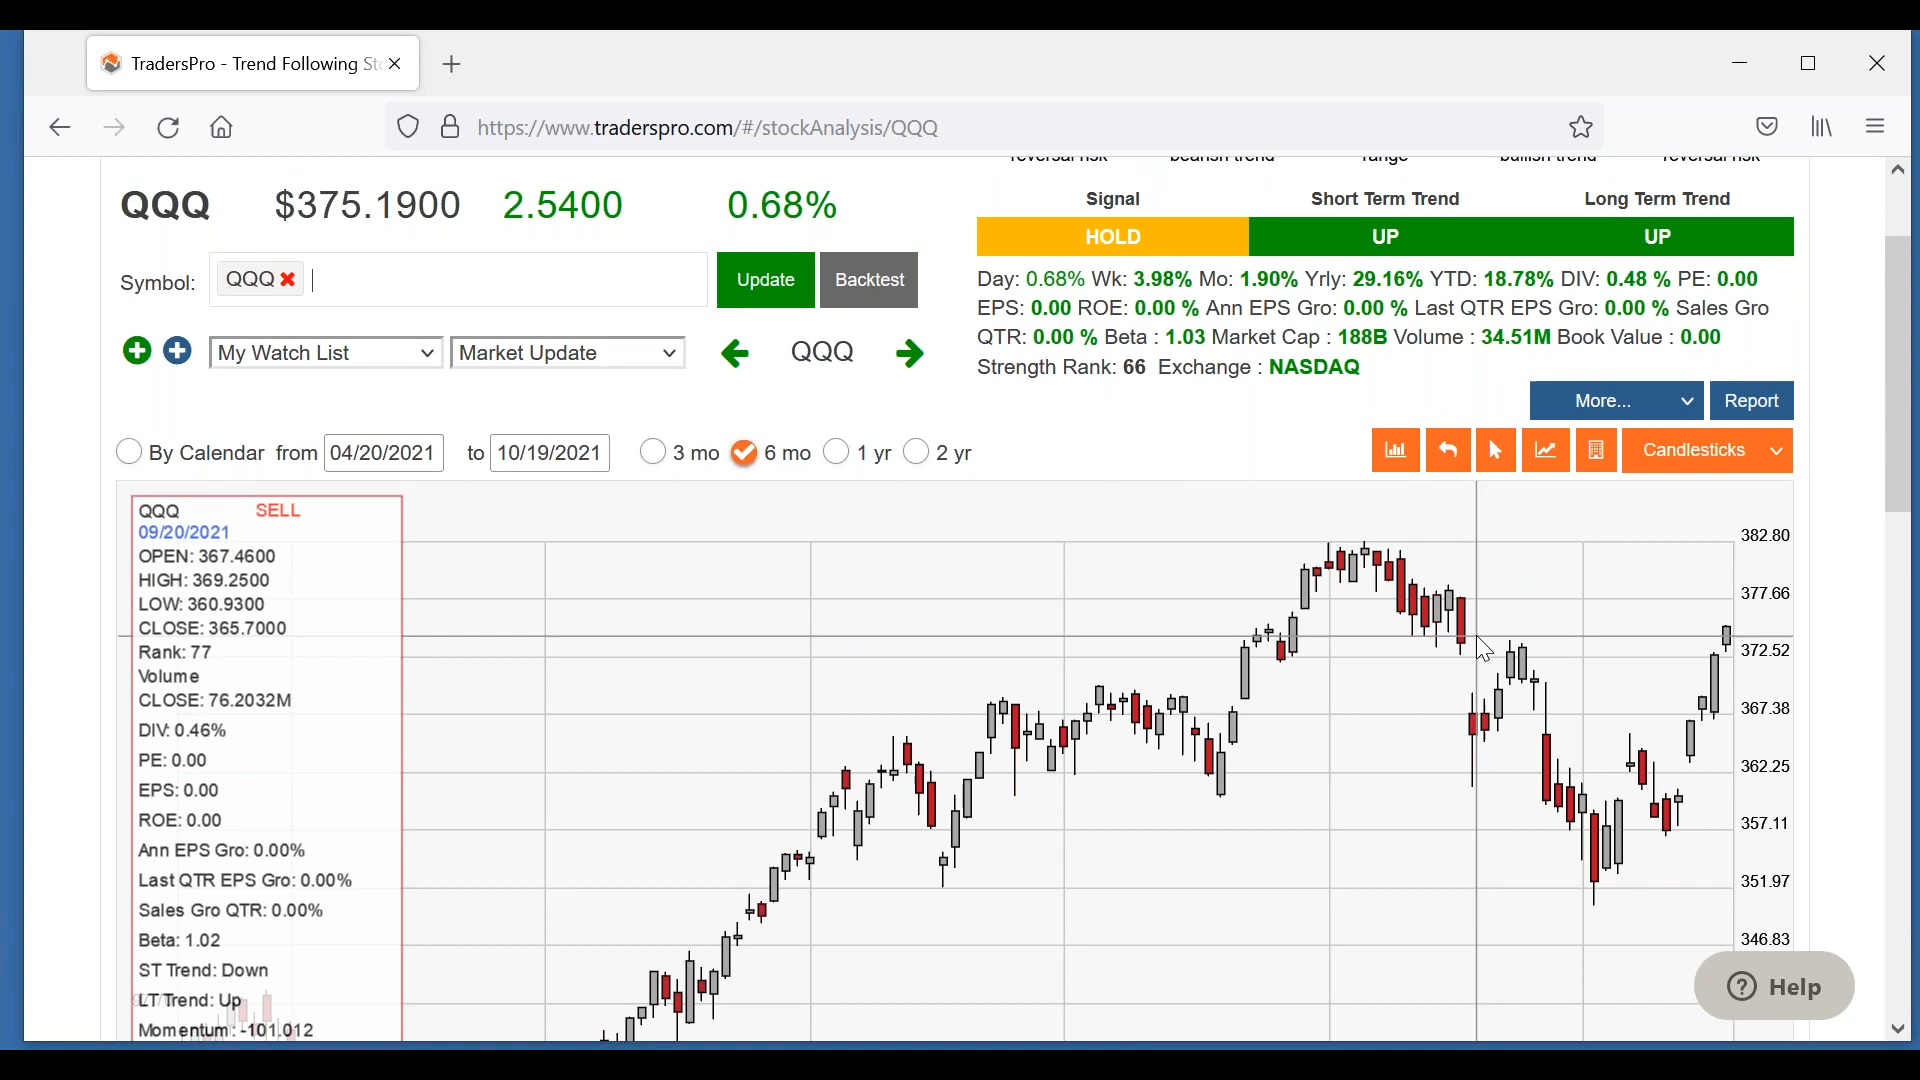 TradersPro - Trend Following Sto
https://www.traderspro.com/#/stockAnalysis/QQQ
reversal risk bearish trend range bullish trend reversal risk
QQQ $375.1900 2.5400 0.68%
Signal Short Term Trend Long Term Trend
HOLD UP UP
Symbol: QQQ Update Backtest
Day: 0.68% Wk: 3.98% Mo: 1.90% Yrly: 29.16% YTD: 18.78% DIV: 0.48 % PE: 0.00
EPS: 0.00 ROE: 0.00 % Ann EPS Gro: 0.00 % Last QTR EPS Gro: 0.00 % Sales Gro
QTR: 0.00 % Beta : 1.03 Market Cap : 188B Volume : 34.51M Book Value : 0.00
Strength Rank: 66 Exchange : NASDAQ
My Watch List Market Update QQQ
More... Report
By Calendar from 04/20/2021 to 10/19/2021 3 mo 6 mo 1 yr 2 yr
Candlesticks
QQQ SELL
09/20/2021
OPEN: 367.4600
HIGH: 369.2500
LOW: 360.9300
CLOSE: 365.7000
Rank: 77
Volume
CLOSE: 76.2032M
DIV: 0.46%
PE: 0.00
EPS: 0.00
ROE: 0.00
Ann EPS Gro: 0.00%
Last QTR EPS Gro: 0.00%
Sales Gro QTR: 0.00%
Beta: 1.02
ST Trend: Down
LT Trend: Up
Momentum: -101.012
382.80
377.66
372.52
367.38
362.25
357.11
351.97
346.83
Help